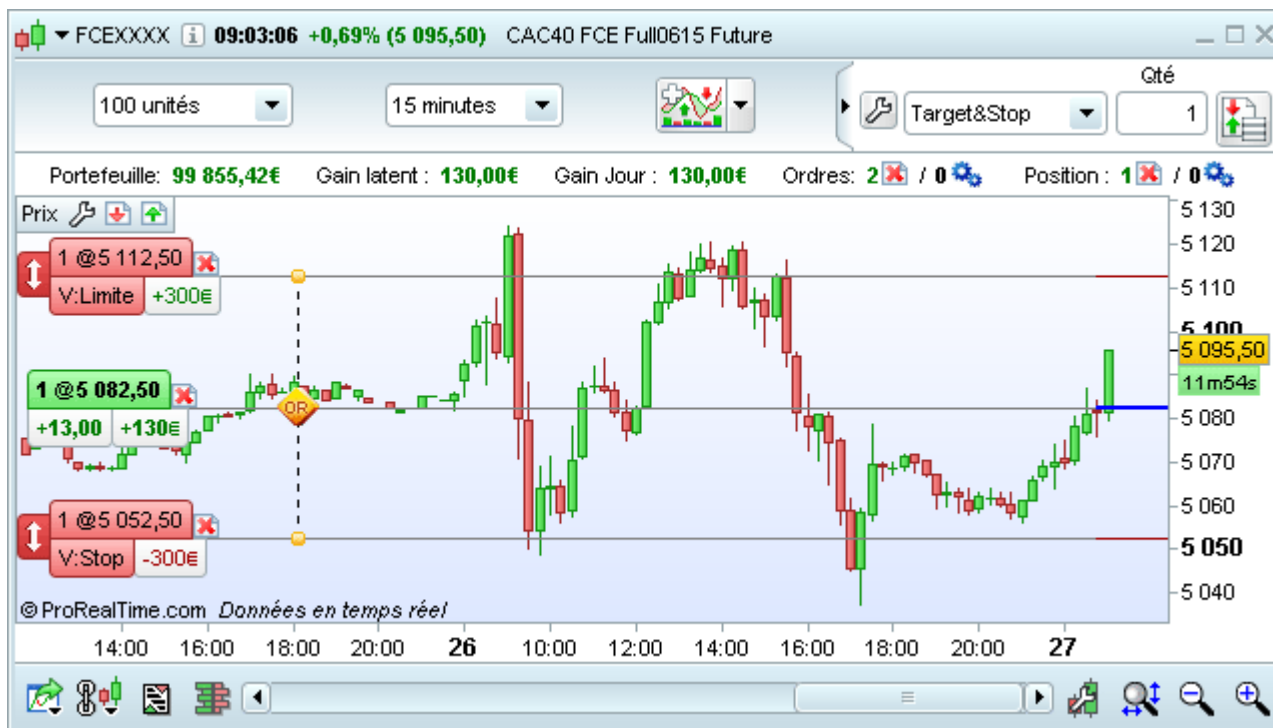 FCEXXXX 09:03:06 +0,69% (5 095,50) CAC40 FCE Full0615 Future
Qté
100 unités 15 minutes Target&Stop 1
Portefeuille: 99 855,42€ Gain latent : 130,00€ Gain Jour : 130,00€ Ordres: 2 / 0 Position : 1 / 0
Prix
1 @5 112,50
V:Limite +300€
1 @5 082,50
OR
+13,00 +130€
1 @5 052,50
V:Stop -300€
5 130
5 120
5 110
5 100
5 095,50
11m54s
5 080
5 070
5 060
5 050
5 040
© ProRealTime.com Données en temps réel
14:00 16:00 18:00 20:00 26 10:00 12:00 14:00 16:00 18:00 20:00 27